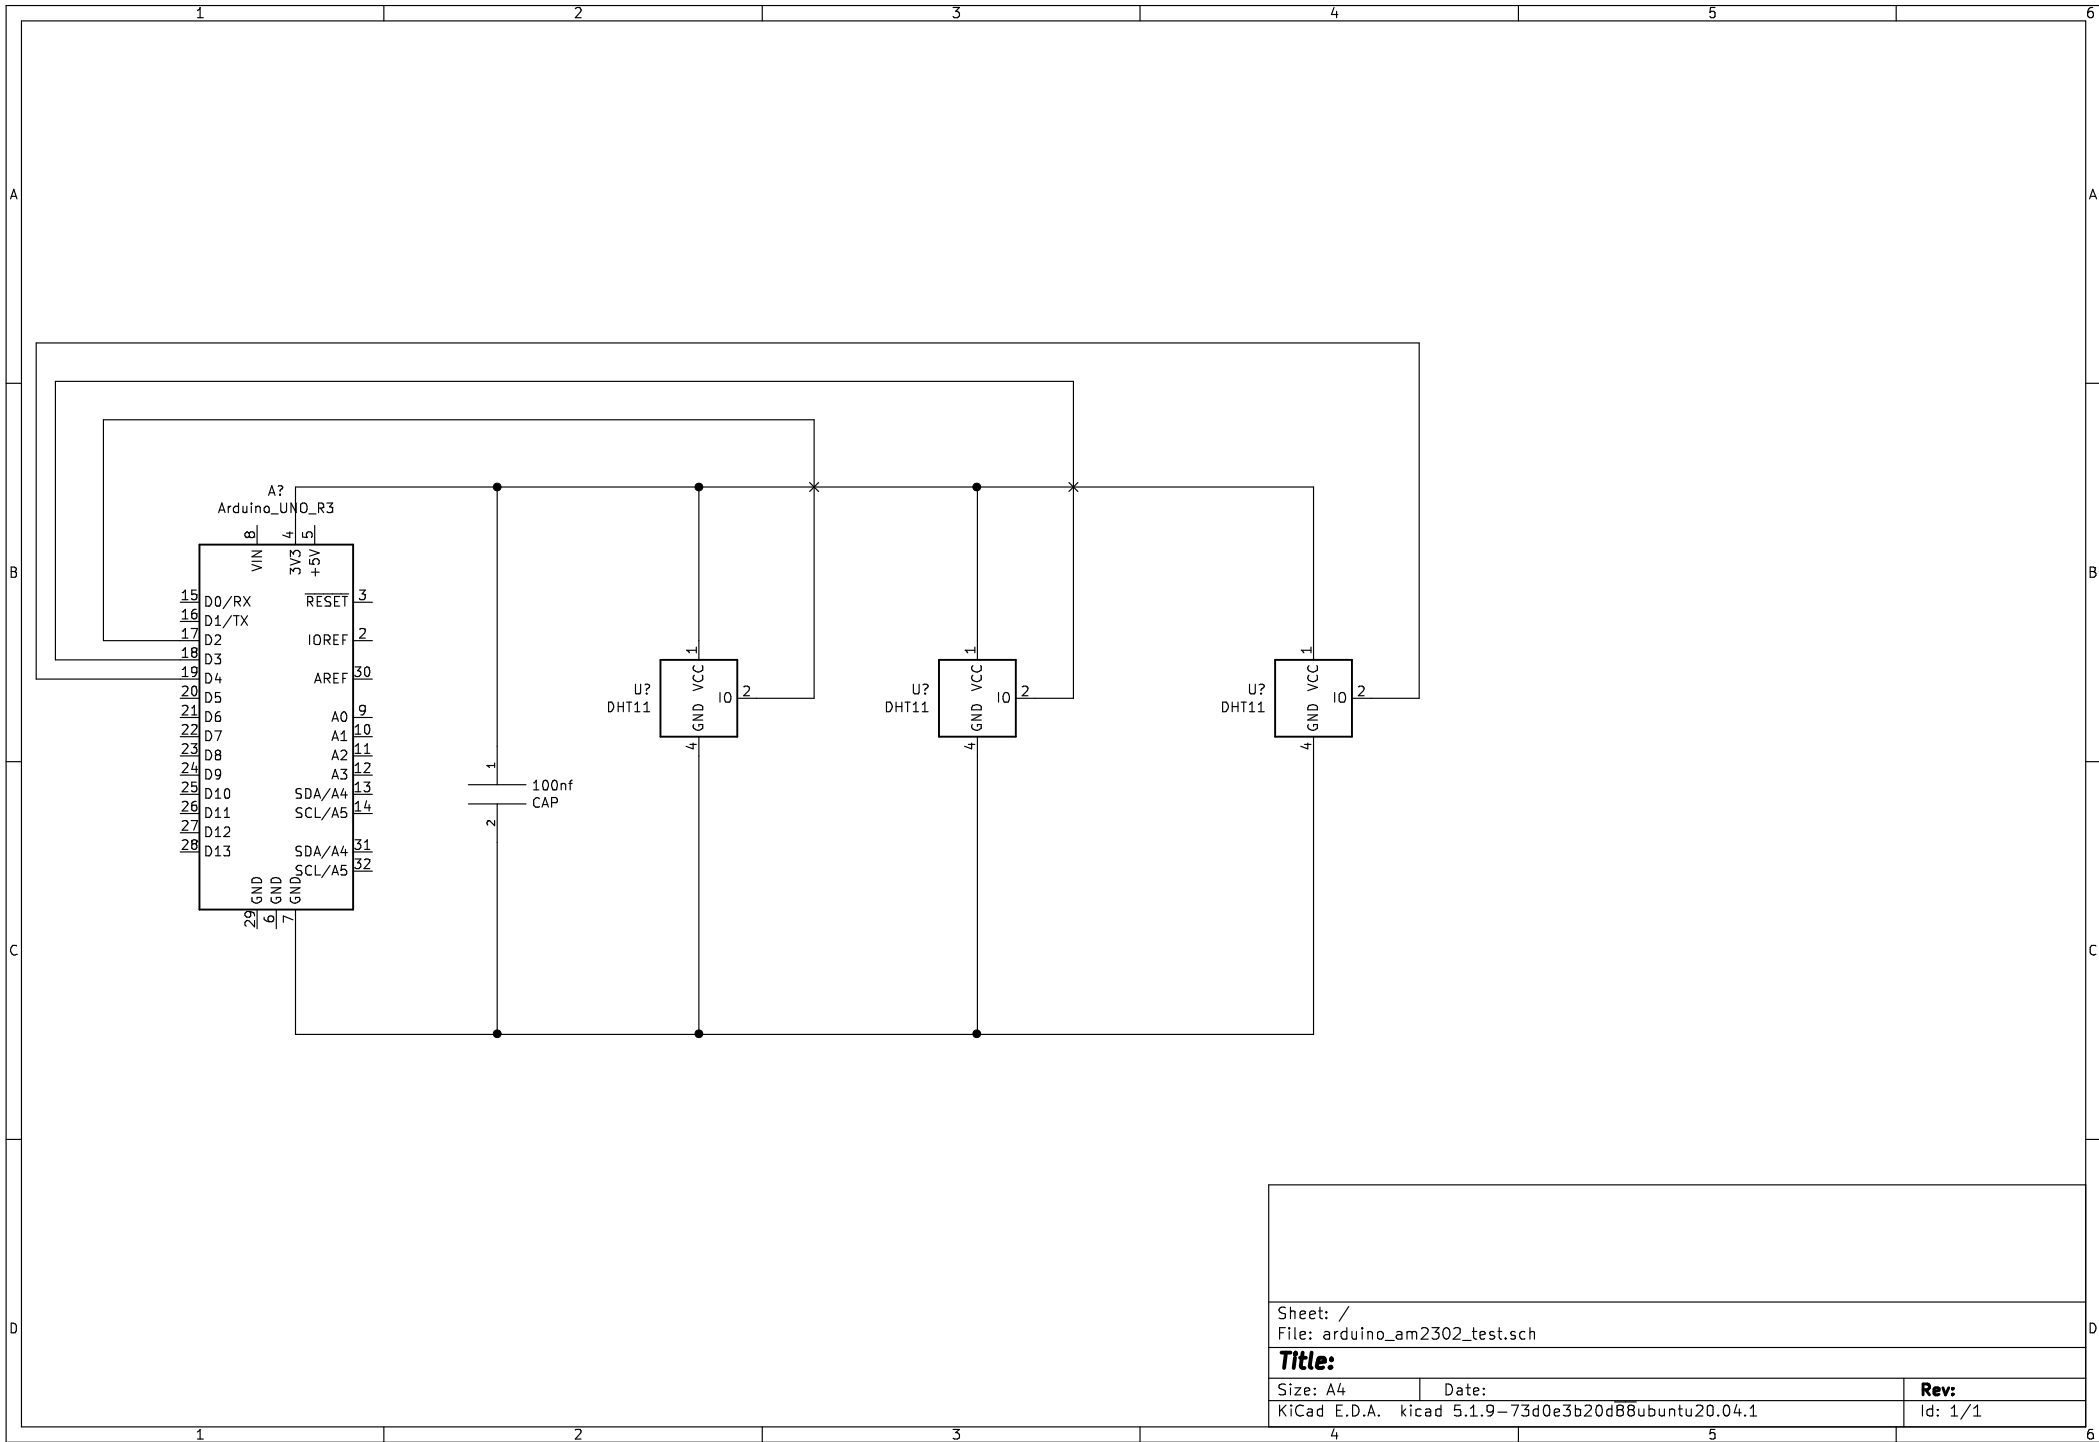 1 2 3 4 5 6
A A
B B
C C
D D
A?
Arduino_UNO_R3
8 4 5
VIN 3V3 +5V
15 D0/RX RESET 3
16 D1/TX
17 D2 IOREF 2
18 D3
19 D4 AREF 30
20 D5
21 D6 A0 9
22 D7 A1 10
23 D8 A2 11
24 D9 A3 12
25 D10 SDA/A4 13
26 D11 SCL/A5 14
27 D12
28 D13 SDA/A4 31
SCL/A5 32
GND GND GND
29 6 7
1
100nf
CAP
2
1
U?
DHT11
VCC
GND
IO 2
4
1
U?
DHT11
VCC
GND
IO 2
4
1
U?
DHT11
VCC
GND
IO 2
4
Sheet: /
File: arduino_am2302_test.sch
Title:
Size: A4 Date: Rev:
KiCad E.D.A. kicad 5.1.9-73d0e3b20d88ubuntu20.04.1 Id: 1/1
1 2 3 4 5 6